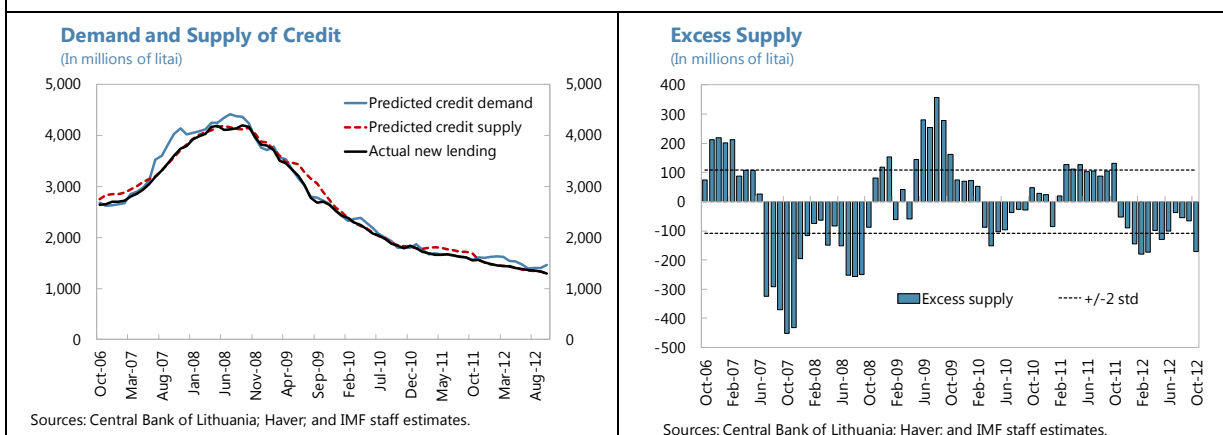 Demand and Supply of Credit
(In millions of litai)
5,000
4,000
3,000
2,000
1,000
0
5,000
4,000
3,000
2,000
1,000
0
Predicted credit demand
Predicted credit supply
Actual new lending
Oct-06
Mar-07
Aug-07
Jan-08
Jun-08
Nov-08
Apr-09
Sep-09
Feb-10
Jul-10
Dec-10
May-11
Oct-11
Mar-12
Aug-12
Sources: Central Bank of Lithuania; Haver; and IMF staff estimates.
Excess Supply
(In millions of litai)
400
300
200
100
0
-100
-200
-300
-400
-500
Excess supply
+/-2 std
Oct-06
Feb-07
Jun-07
Oct-07
Feb-08
Jun-08
Oct-08
Feb-09
Jun-09
Oct-09
Feb-10
Jun-10
Oct-10
Feb-11
Jun-11
Oct-11
Feb-12
Jun-12
Oct-12
Sources: Central Bank of Lithuania; Haver; and IMF staff estimates.